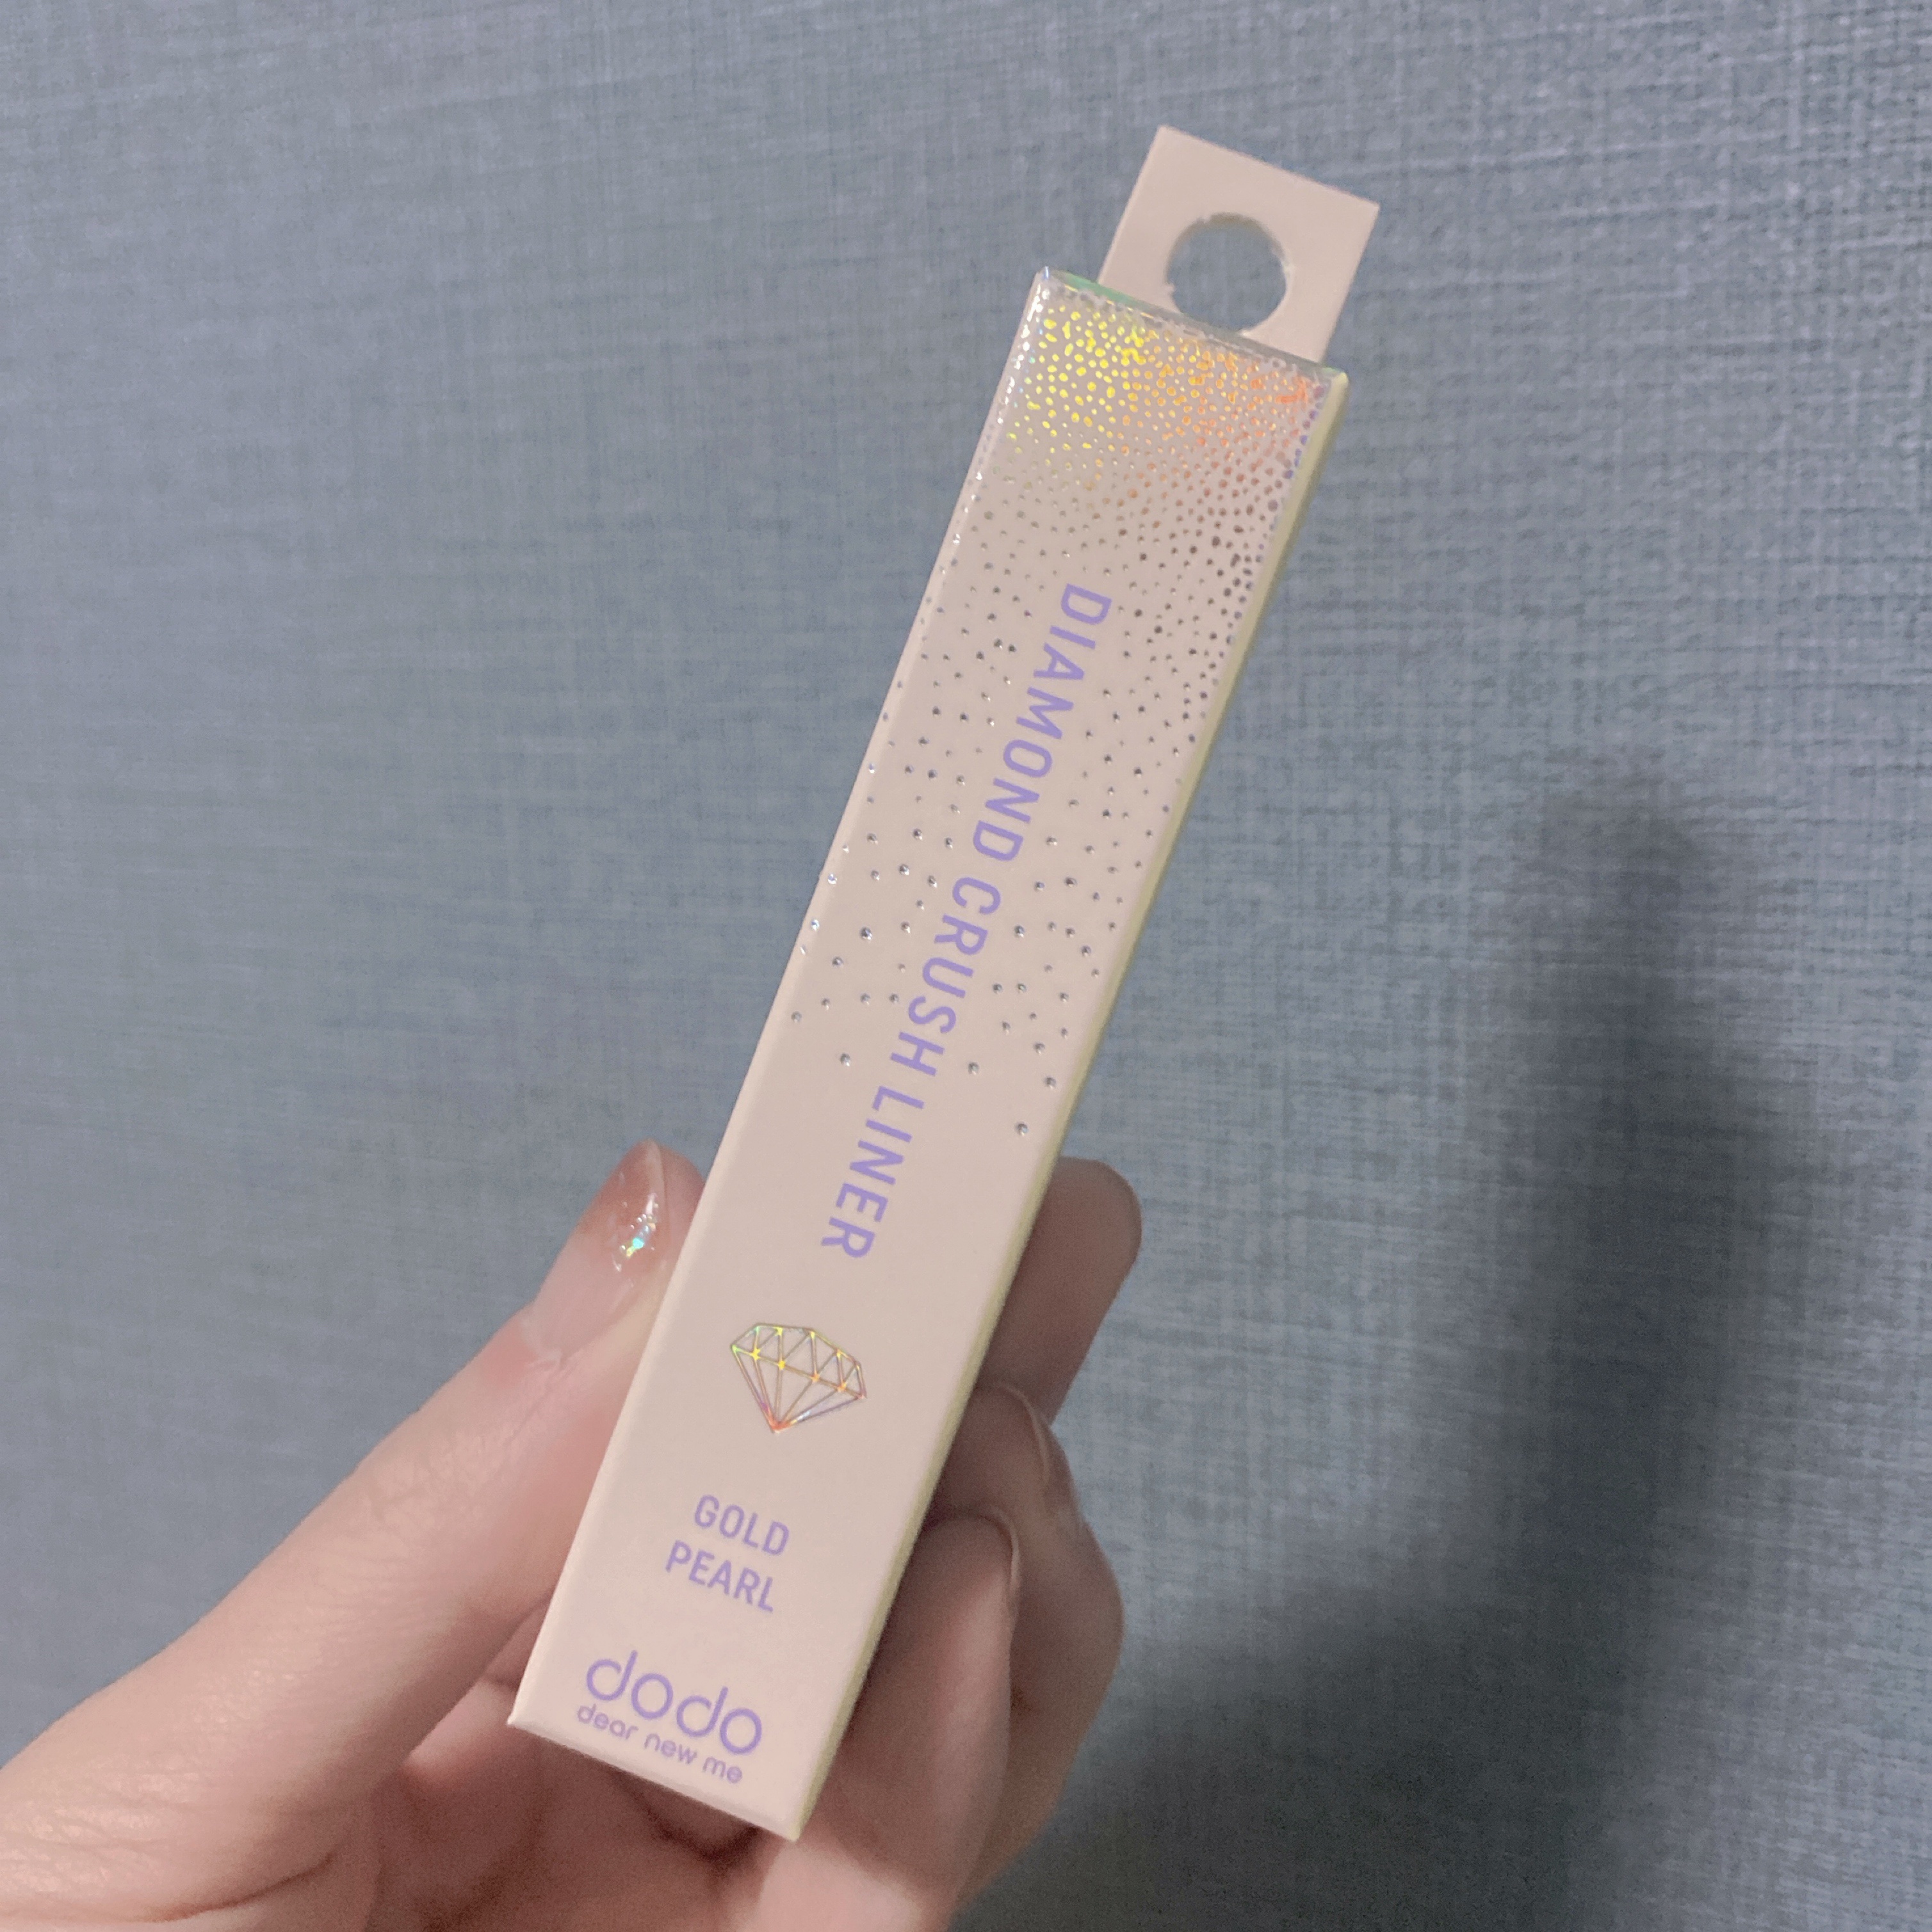 DIAMOND CRUSH LINER
GOLD
PEARL
dodo
dear new me